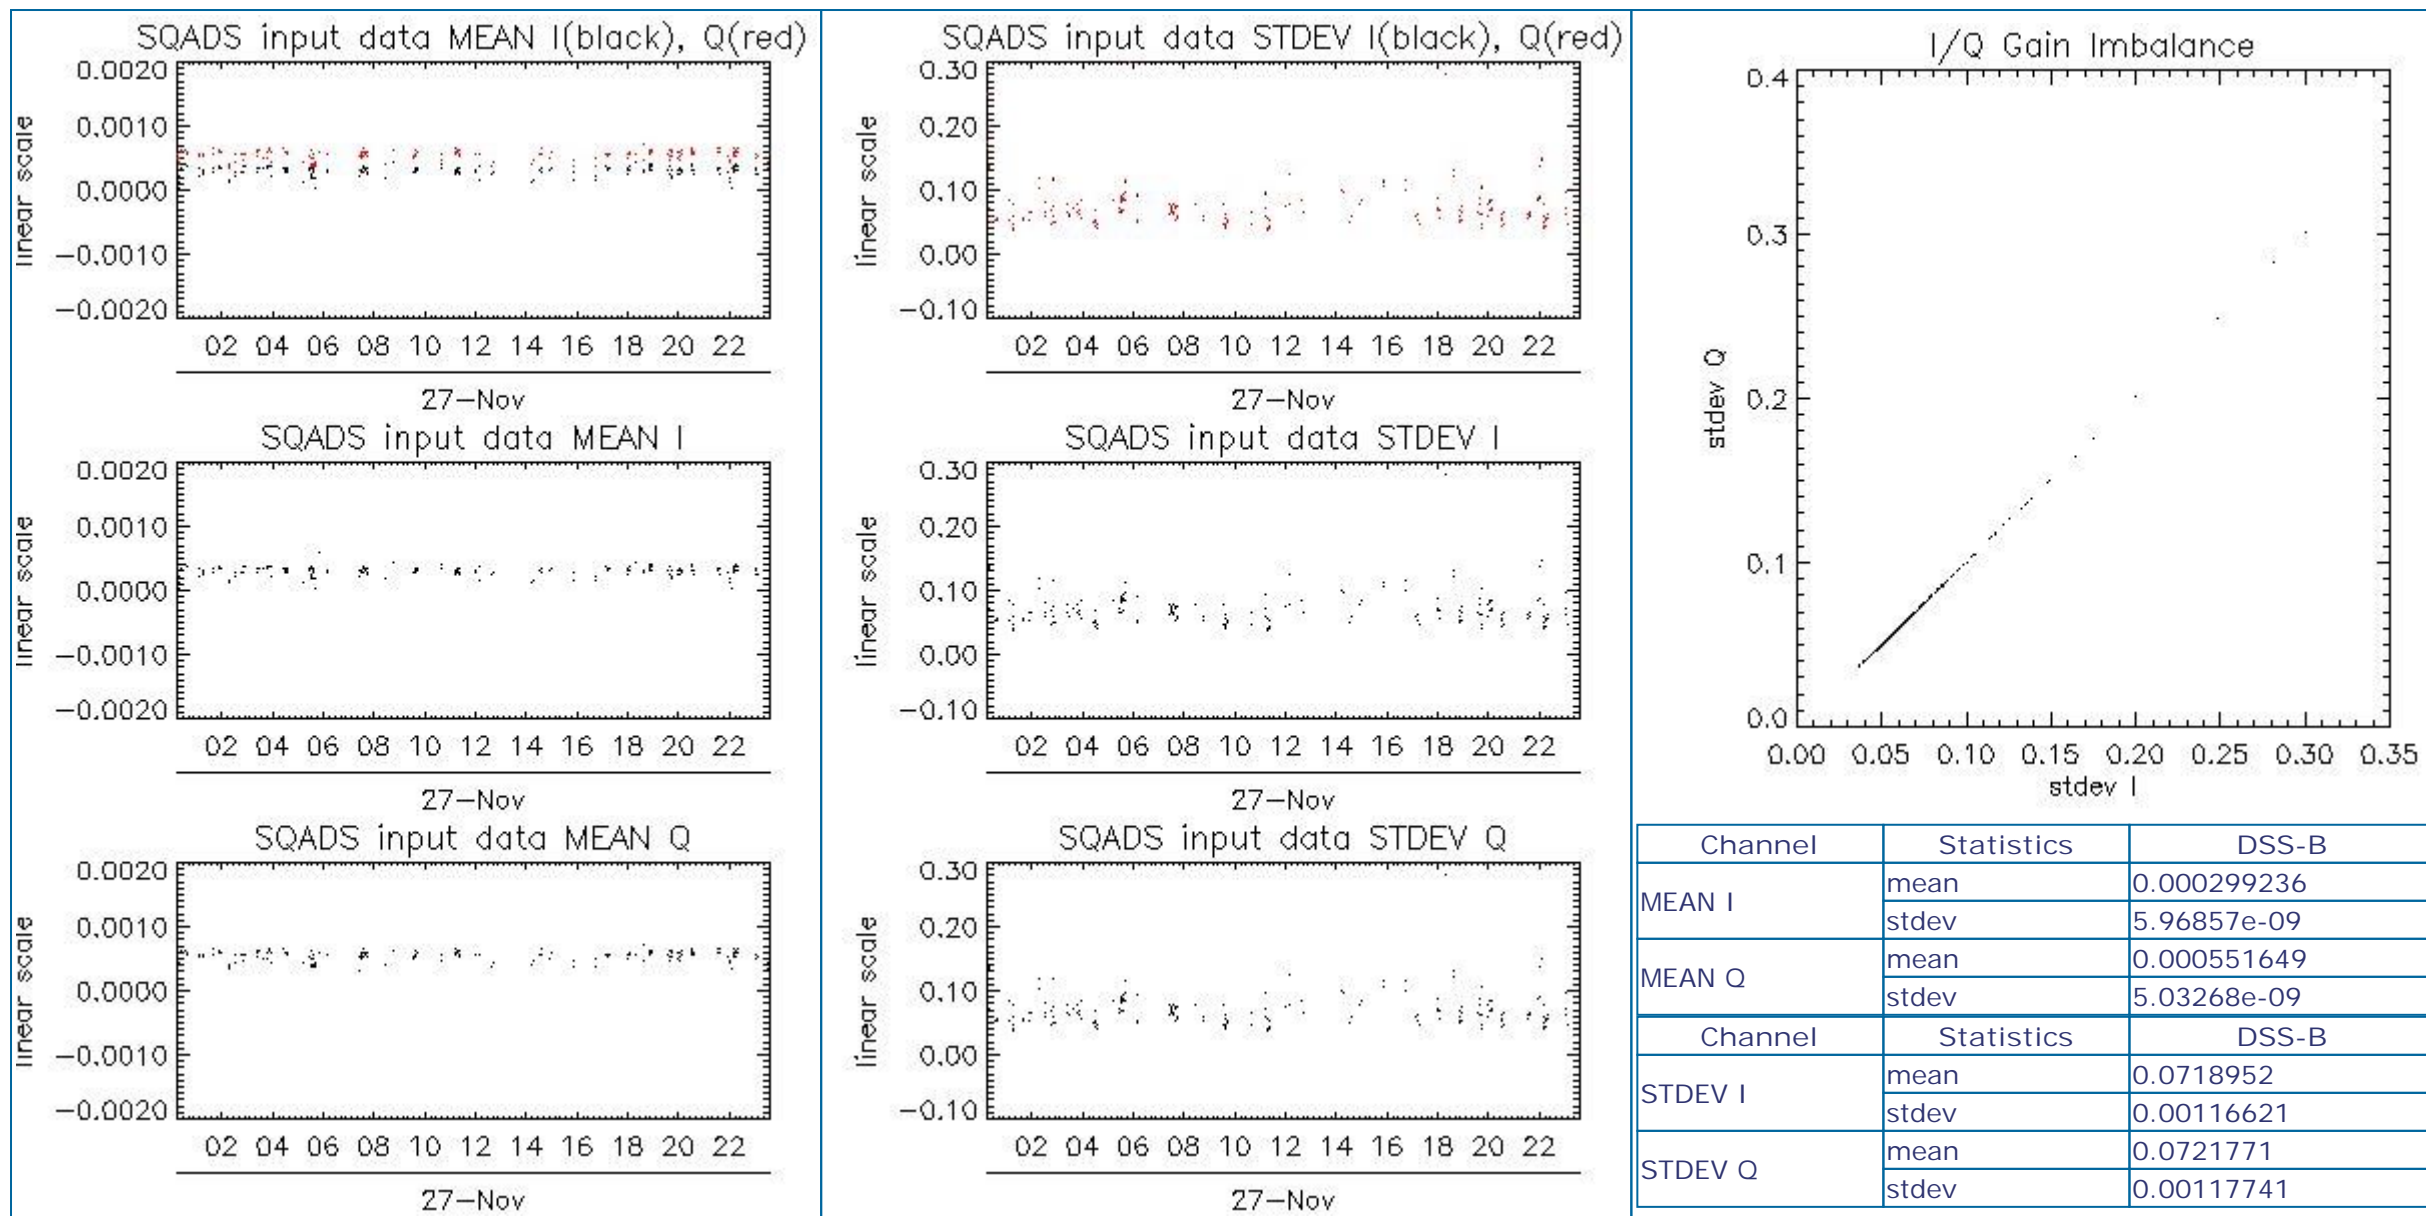 SQADS input data MEAN I(black), Q(red)
0.0020
0.0010
0.0000
−0.0010
−0.0020
linear scale
02 04 06 08 10 12 14 16 18 20 22
27−Nov
SQADS input data MEAN I
0.0020
0.0010
0.0000
−0.0010
−0.0020
linear scale
02 04 06 08 10 12 14 16 18 20 22
27−Nov
SQADS input data MEAN Q
0.0020
0.0010
0.0000
−0.0010
−0.0020
linear scale
02 04 06 08 10 12 14 16 18 20 22
27−Nov
SQADS input data STDEV I(black), Q(red)
0.30
0.20
0.10
0.00
−0.10
linear scale
02 04 06 08 10 12 14 16 18 20 22
27−Nov
SQADS input data STDEV I
0.30
0.20
0.10
0.00
−0.10
linear scale
02 04 06 08 10 12 14 16 18 20 22
27−Nov
SQADS input data STDEV Q
0.30
0.20
0.10
0.00
−0.10
linear scale
02 04 06 08 10 12 14 16 18 20 22
27−Nov
I/Q Gain Imbalance
0.4
0.3
0.2
0.1
0.0
stdev Q
0.00 0.05 0.10 0.15 0.20 0.25 0.30 0.35
stdev I
Channel Statistics DSS-B
MEAN I mean 0.000299236
stdev 5.96857e-09
MEAN Q mean 0.000551649
stdev 5.03268e-09
Channel Statistics DSS-B
STDEV I mean 0.0718952
stdev 0.00116621
STDEV Q mean 0.0721771
stdev 0.00117741